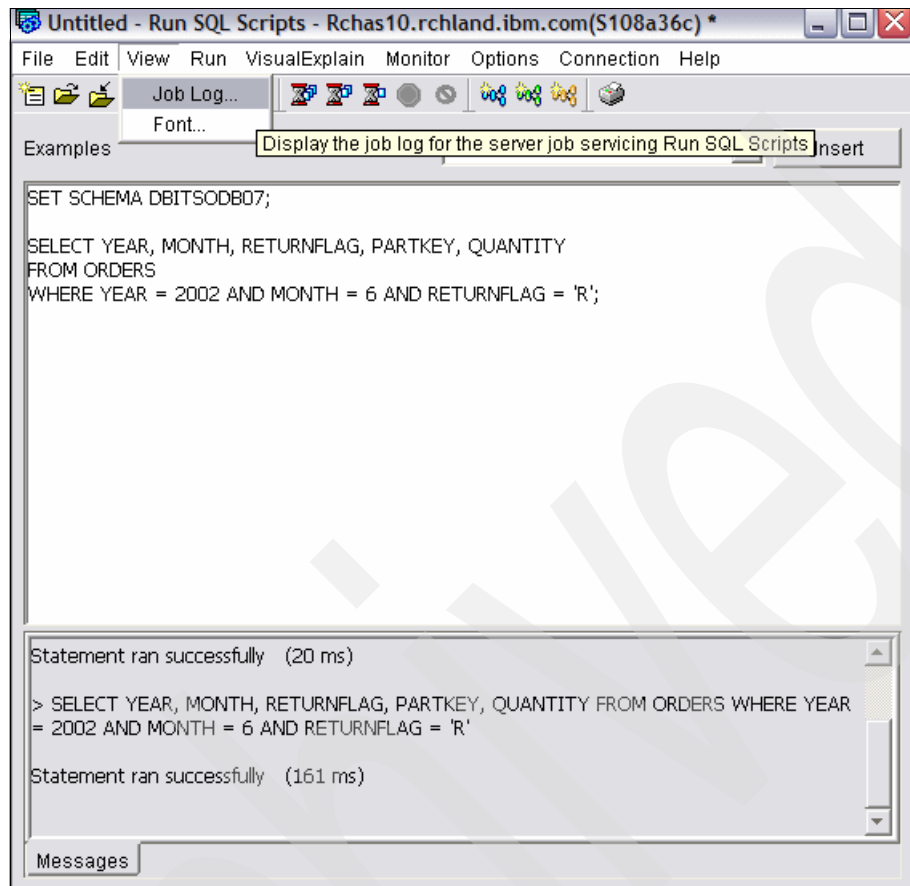 Untitled - Run SQL Scripts - Rchas10.rchland.ibm.com(S108a36c) *
File Edit View Run VisualExplain Monitor Options Connection Help
Job Log...
Font...
Display the job log for the server job servicing Run SQL Scripts
Examples
Insert
SET SCHEMA DBITSODB07;
SELECT YEAR, MONTH, RETURNFLAG, PARTKEY, QUANTITY
FROM ORDERS
WHERE YEAR = 2002 AND MONTH = 6 AND RETURNFLAG = 'R';
Statement ran successfully (20 ms)
> SELECT YEAR, MONTH, RETURNFLAG, PARTKEY, QUANTITY FROM ORDERS WHERE YEAR
= 2002 AND MONTH = 6 AND RETURNFLAG = 'R'
Statement ran successfully (161 ms)
Messages